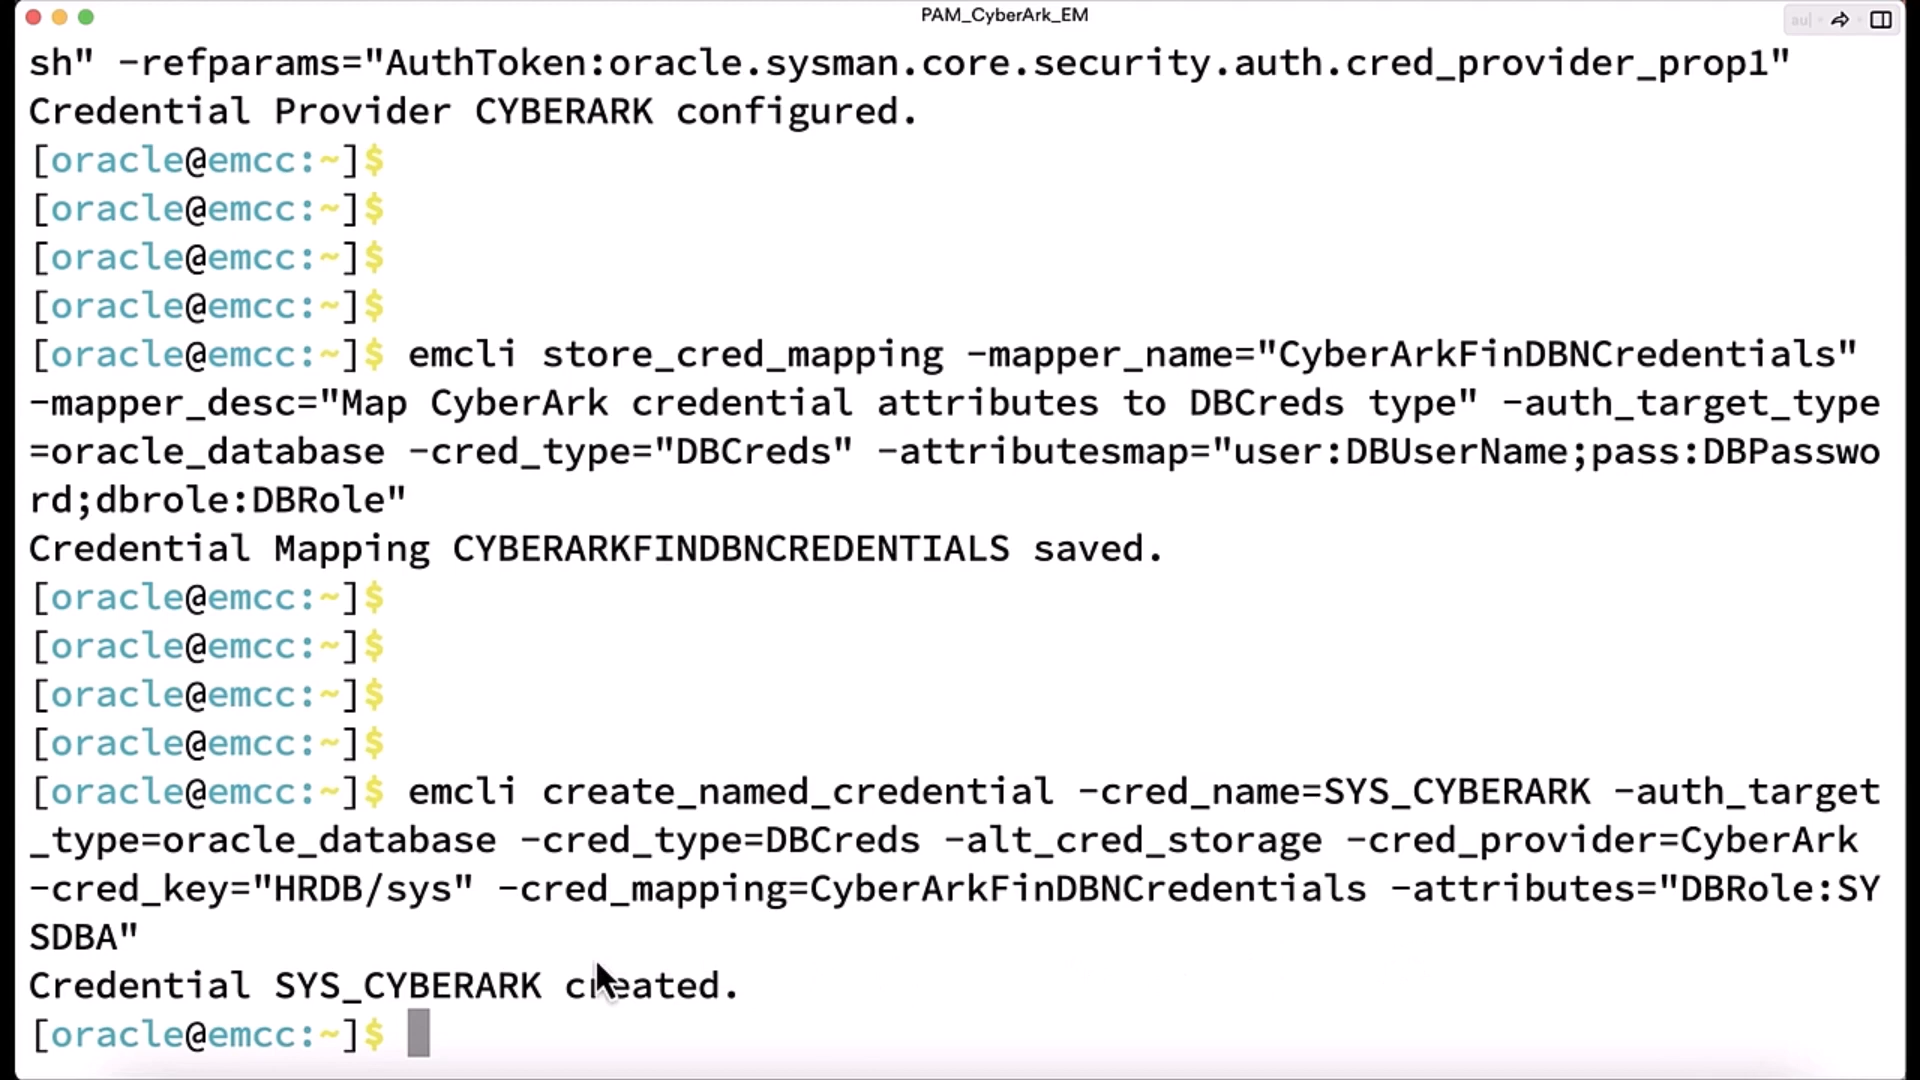 PAM_CyberArk_EM
au|
sh" -refparams="AuthToken:oracle.sysman.core.security.auth.cred_provider_prop1"
Credential Provider CYBERARK configured.
[oracle@emcc:~]$
[oracle@emcc:~]$
[oracle@emcc:~]$
[oracle@emcc:~]$
[oracle@emcc:~]$ emcli store_cred_mapping -mapper_name="CyberArkFinDBNCredentials"
-mapper_desc="Map CyberArk credential attributes to DBCreds type" -auth_target_type
=oracle_database -cred_type="DBCreds" -attributesmap="user:DBUserName;pass:DBPasswo
rd;dbrole:DBRole"
Credential Mapping CYBERARKFINDBNCREDENTIALS saved.
[oracle@emcc:~]$
[oracle@emcc:~]$
[oracle@emcc:~]$
[oracle@emcc:~]$
[oracle@emcc:~]$ emcli create_named_credential -cred_name=SYS_CYBERARK -auth_target
_type=oracle_database -cred_type=DBCreds -alt_cred_storage -cred_provider=CyberArk
-cred_key="HRDB/sys" -cred_mapping=CyberArkFinDBNCredentials -attributes="DBRole:SY
SDBA"
Credential SYS_CYBERARK created.
[oracle@emcc:~]$